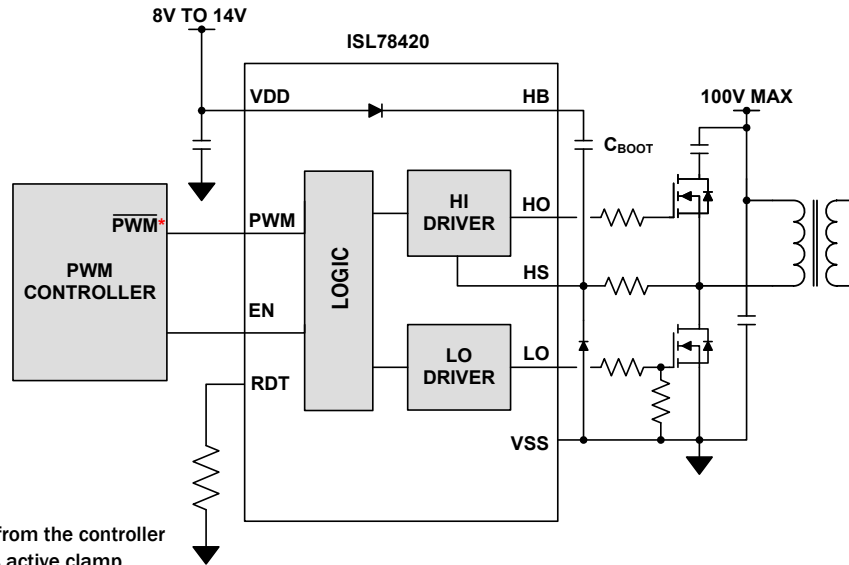 8V TO 14V
ISL78420
VDD
HB
100V MAX
CBOOT
PWM*
PWM
CONTROLLER
PWM
EN
RDT
LOGIC
HI
DRIVER
HO
HS
LO
DRIVER
LO
VSS
from the controller
active clamp